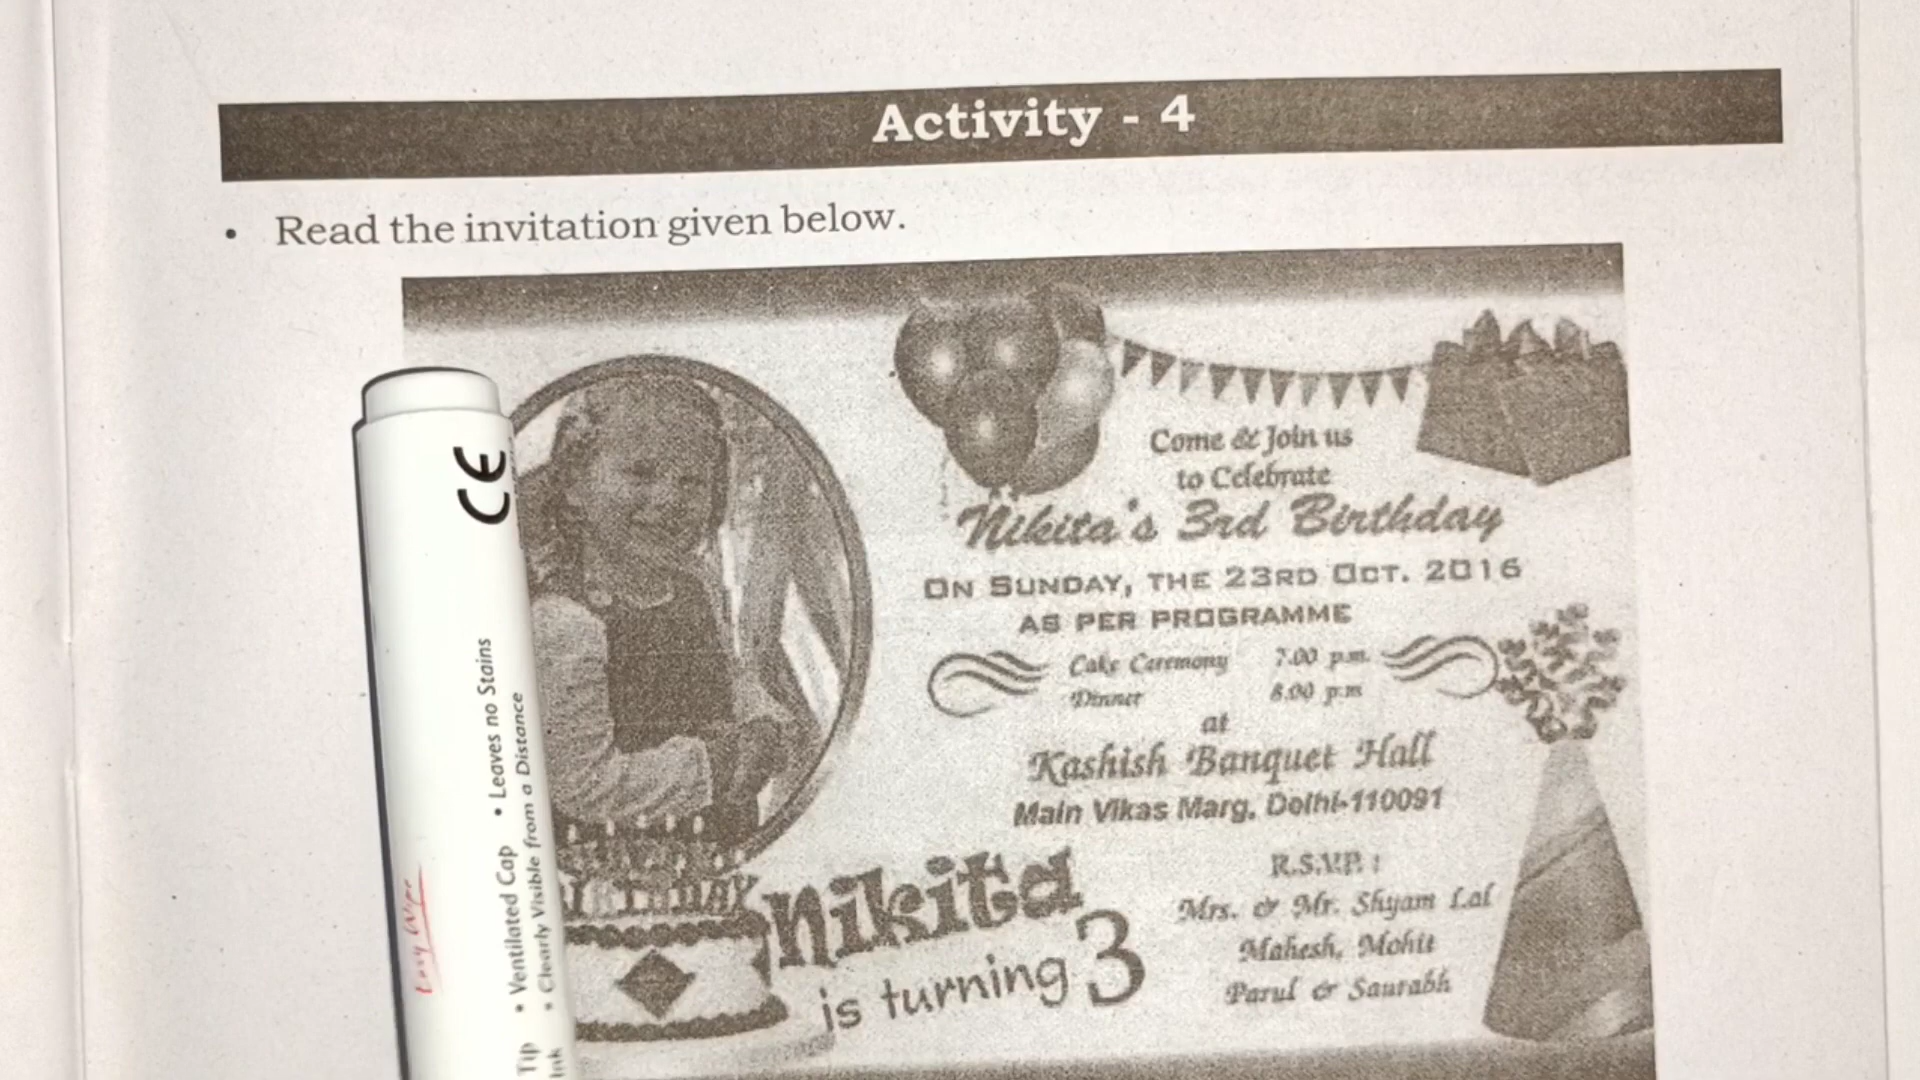 Activity - 4
• Read the invitation given below.
Come & Join us
to Celebrate
Nikita's 3rd Birthday
ON SUNDAY, THE 23RD OCT. 2016
AS PER PROGRAMME
Cake Ceremony 7.00 p.m.
Dinner 8.00 p.m
at
Kashish Banquet Hall
Main Vikas Marg, Delhi-110091
R.S.V.P. :
Mrs. & Mr. Shyam Lal
Mahesh, Mohit
Parul & Saurabh
nikita
is turning 3
CE
• Ventilated Cap • Leaves no Stains
• Clearly Visible from a Distance
Tip
Ink